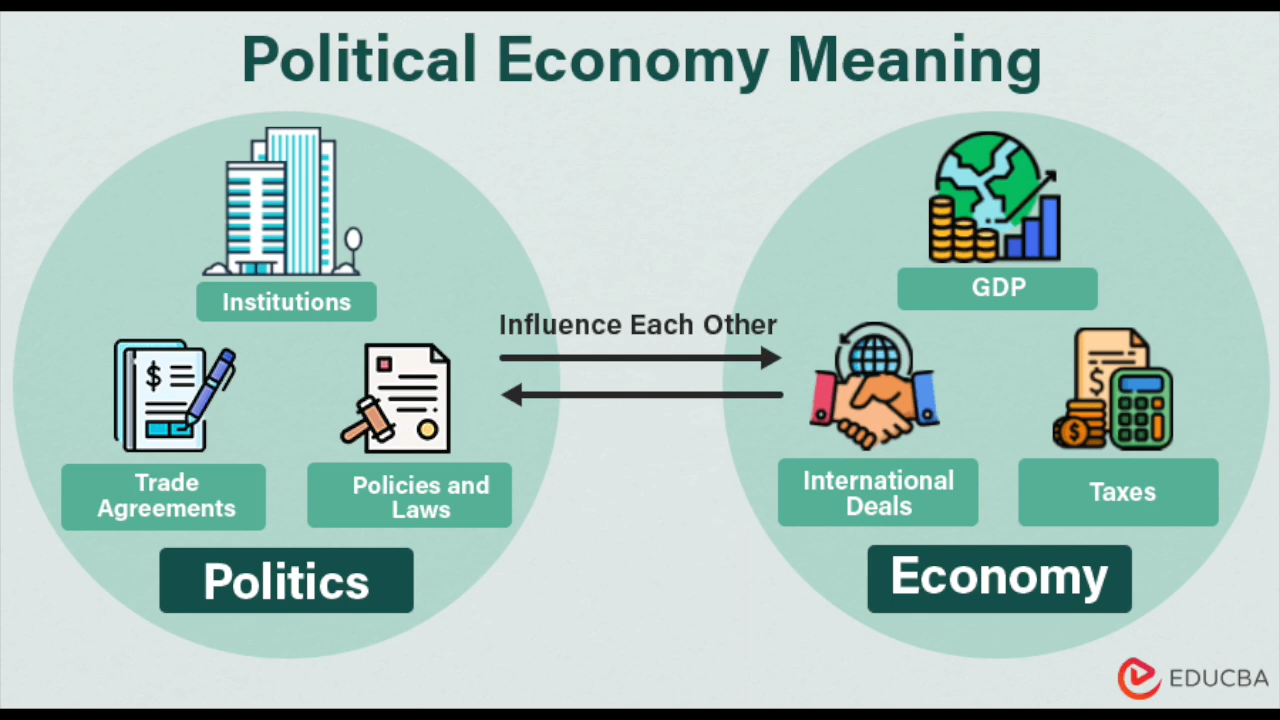 Political Economy Meaning
Institutions
Trade
Agreements
Policies and
Laws
Politics
Influence Each Other
GDP
International
Deals
Taxes
Economy
EDUCBA